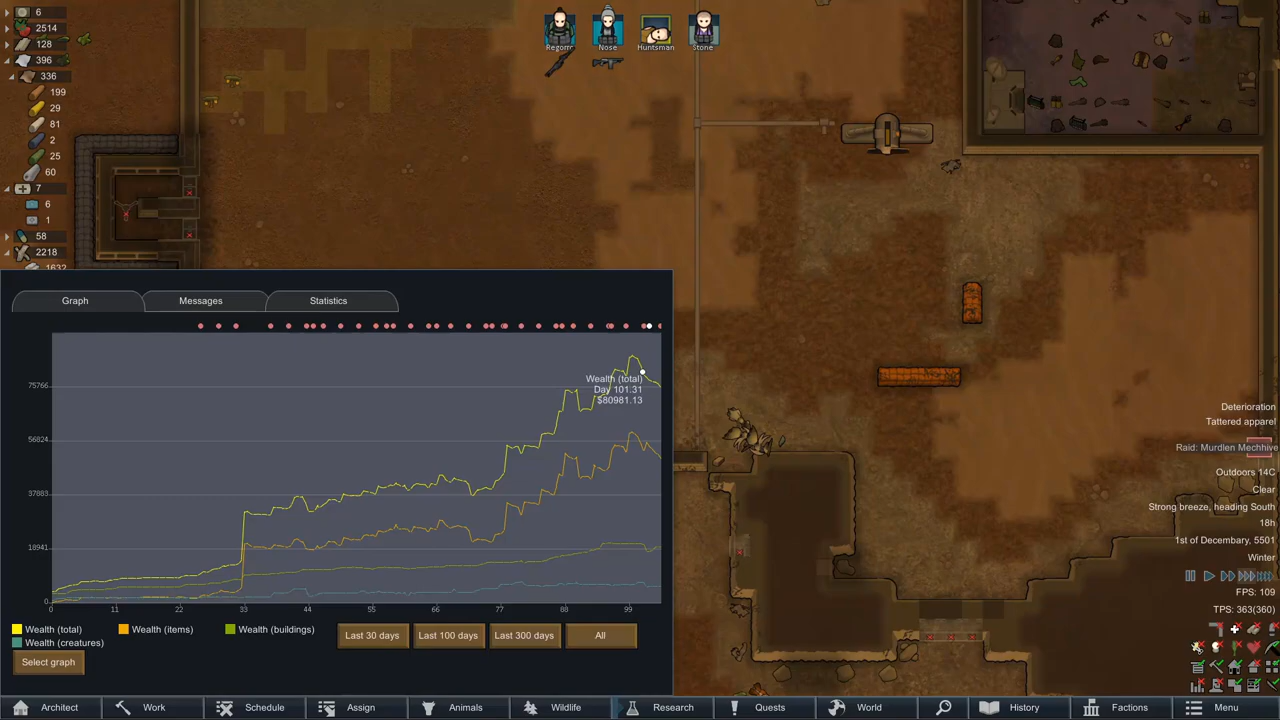 6
2514
128
396
336
199
29
81
2
25
60
7
6
1
58
2218
1632
Regorrr Nose Huntsman Stone
Graph Messages Statistics
75766
56824
37883
18941
0
Wealth (total)
Day 101.31
$80981.13
0 11 22 33 44 55 66 77 88 99
Wealth (total) Wealth (items) Wealth (buildings)
Wealth (creatures)
Last 30 days Last 100 days Last 300 days All
Select graph
Deterioration
Tattered apparel
Raid: Murdlen Mechhive
Outdoors 14C
Clear
Strong breeze, heading South
18h
1st of Decembary, 5501
Winter
FPS: 109
TPS: 363(360)
Architect Work Schedule Assign Animals Wildlife Research Quests World History Factions Menu